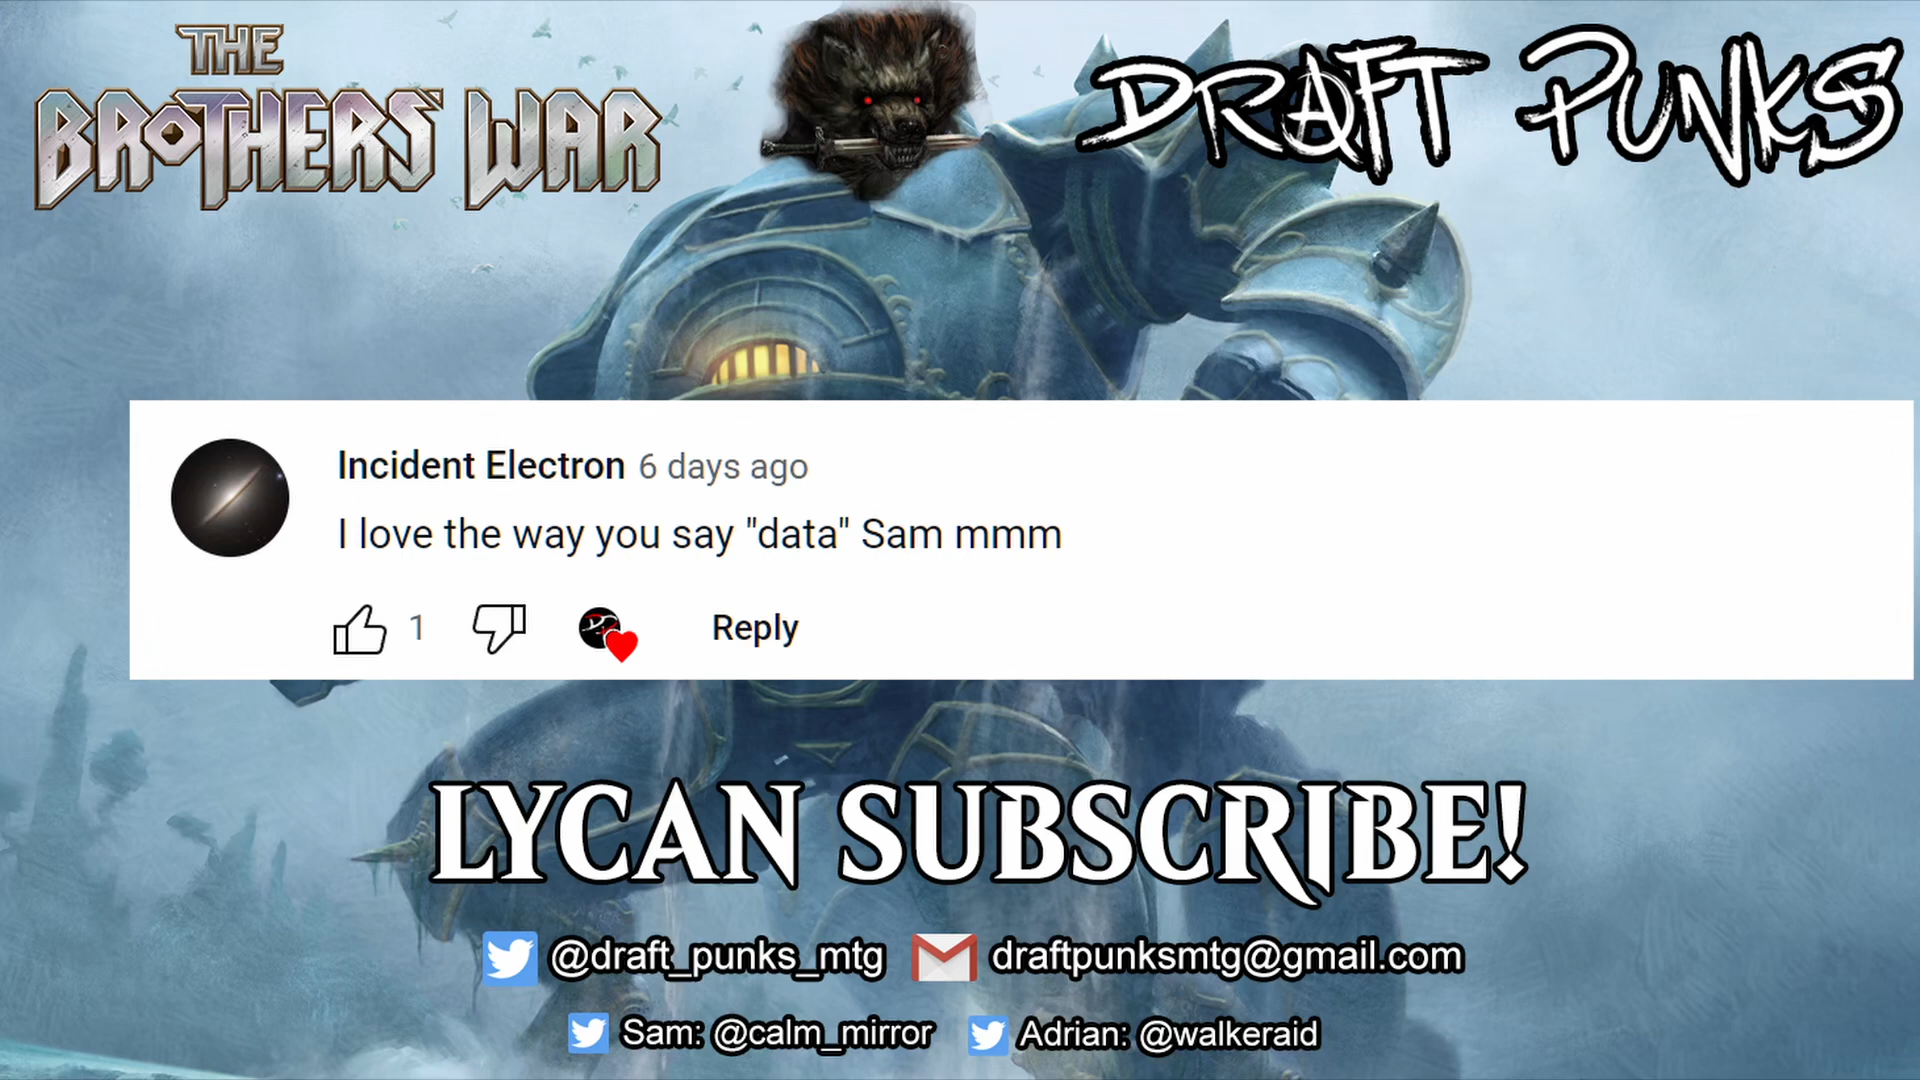 THE
BROTHERS' WAR
DRAFT PUNKS
Incident Electron 6 days ago
I love the way you say "data" Sam mmm
1
Reply
LYCAN SUBSCRIBE!
@draft_punks_mtg draftpunksmtg@gmail.com
Sam: @calm_mirror Adrian: @walkeraid